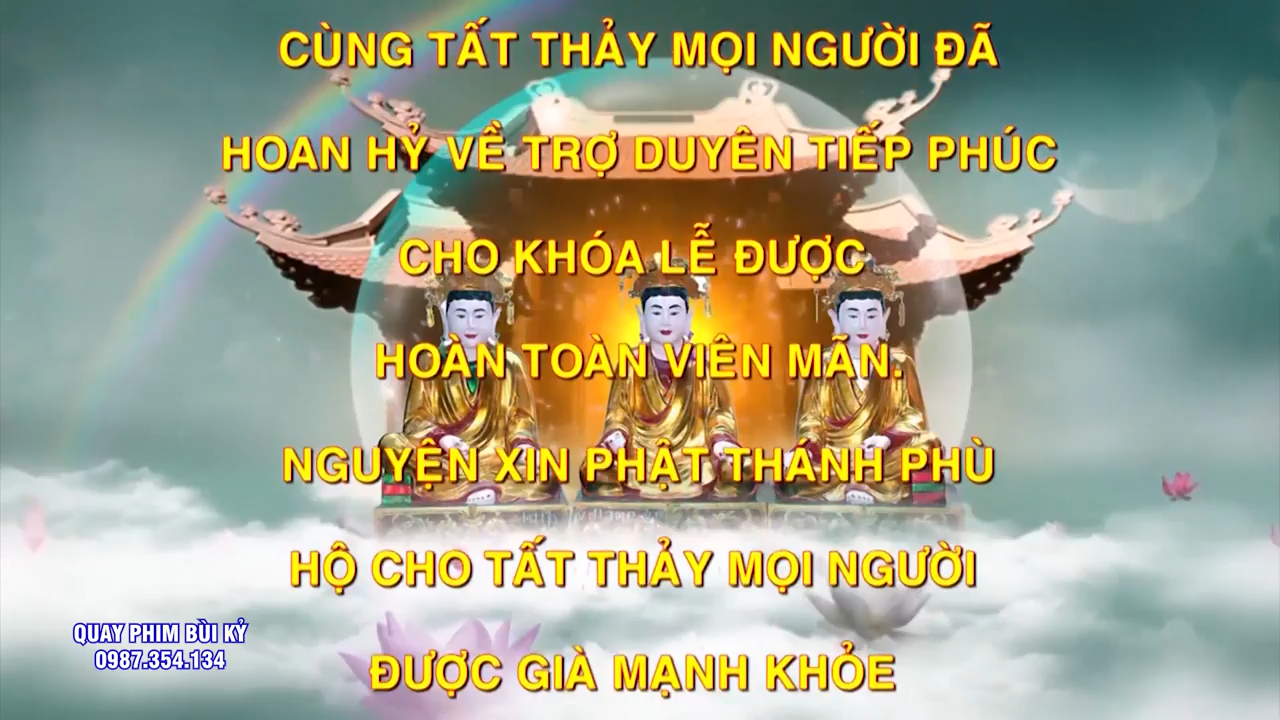 CÙNG TẤT THẢY MỌI NGƯỜI ĐÃ
HOAN HỶ VỀ TRỢ DUYÊN TIẾP PHÚC
CHO KHÓA LỄ ĐƯỢC
HOÀN TOÀN VIÊN MÃN.
NGUYỆN XIN PHẬT THÁNH PHÙ
HỘ CHO TẤT THẢY MỌI NGƯỜI
ĐƯỢC GIÀ MẠNH KHỎE
QUAY PHIM BÙI KỶ
0987.354.134